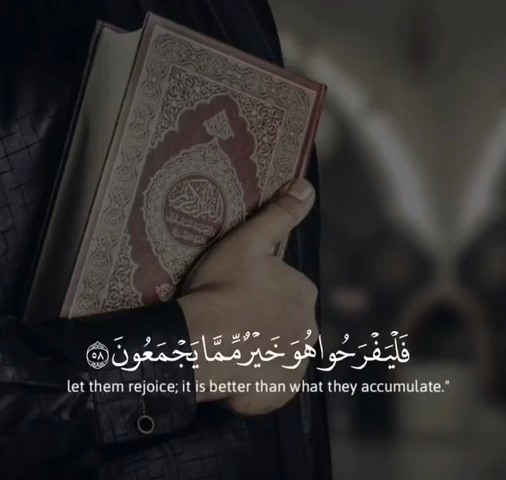 فَلْيَفْرَحُوا هُوَ خَيْرٌ مِّمَّا يَجْمَعُونَ ٥٨
let them rejoice; it is better than what they accumulate."